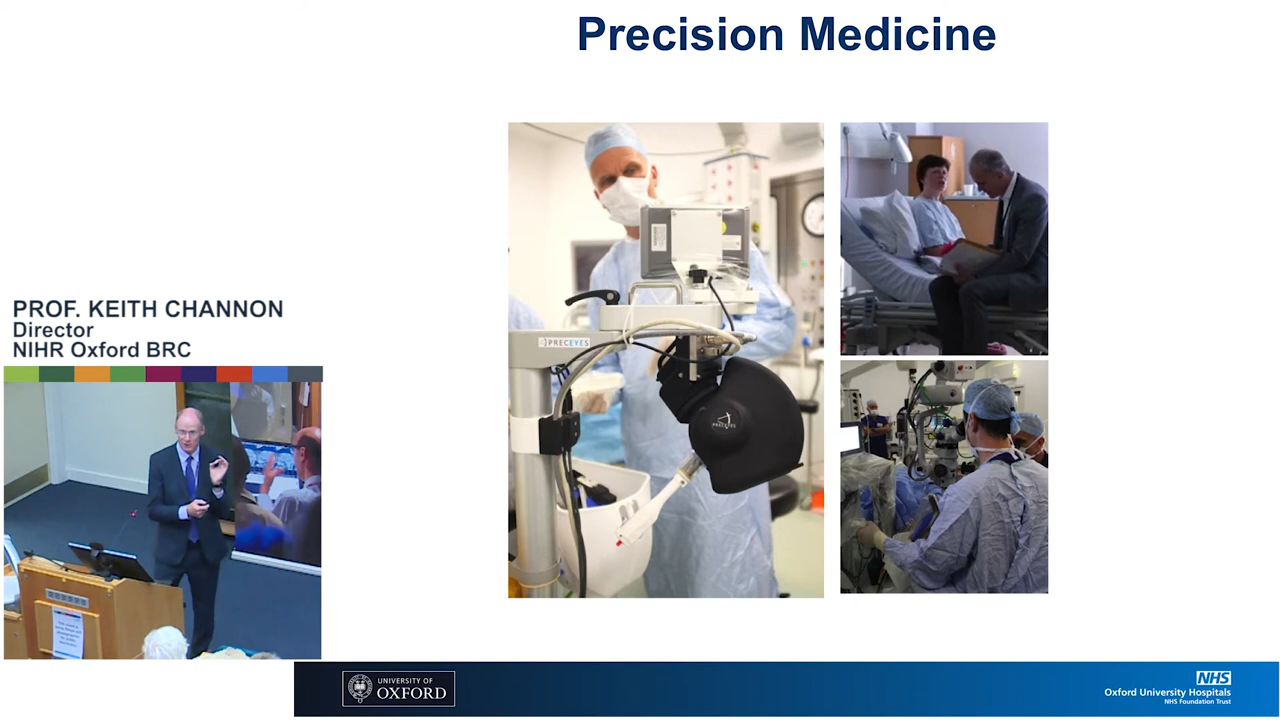 Precision Medicine
PROF. KEITH CHANNON
Director
NIHR Oxford BRC
PRECEYES
PRECEYES
UNIVERSITY OF
OXFORD
NHS
Oxford University Hospitals
NHS Foundation Trust